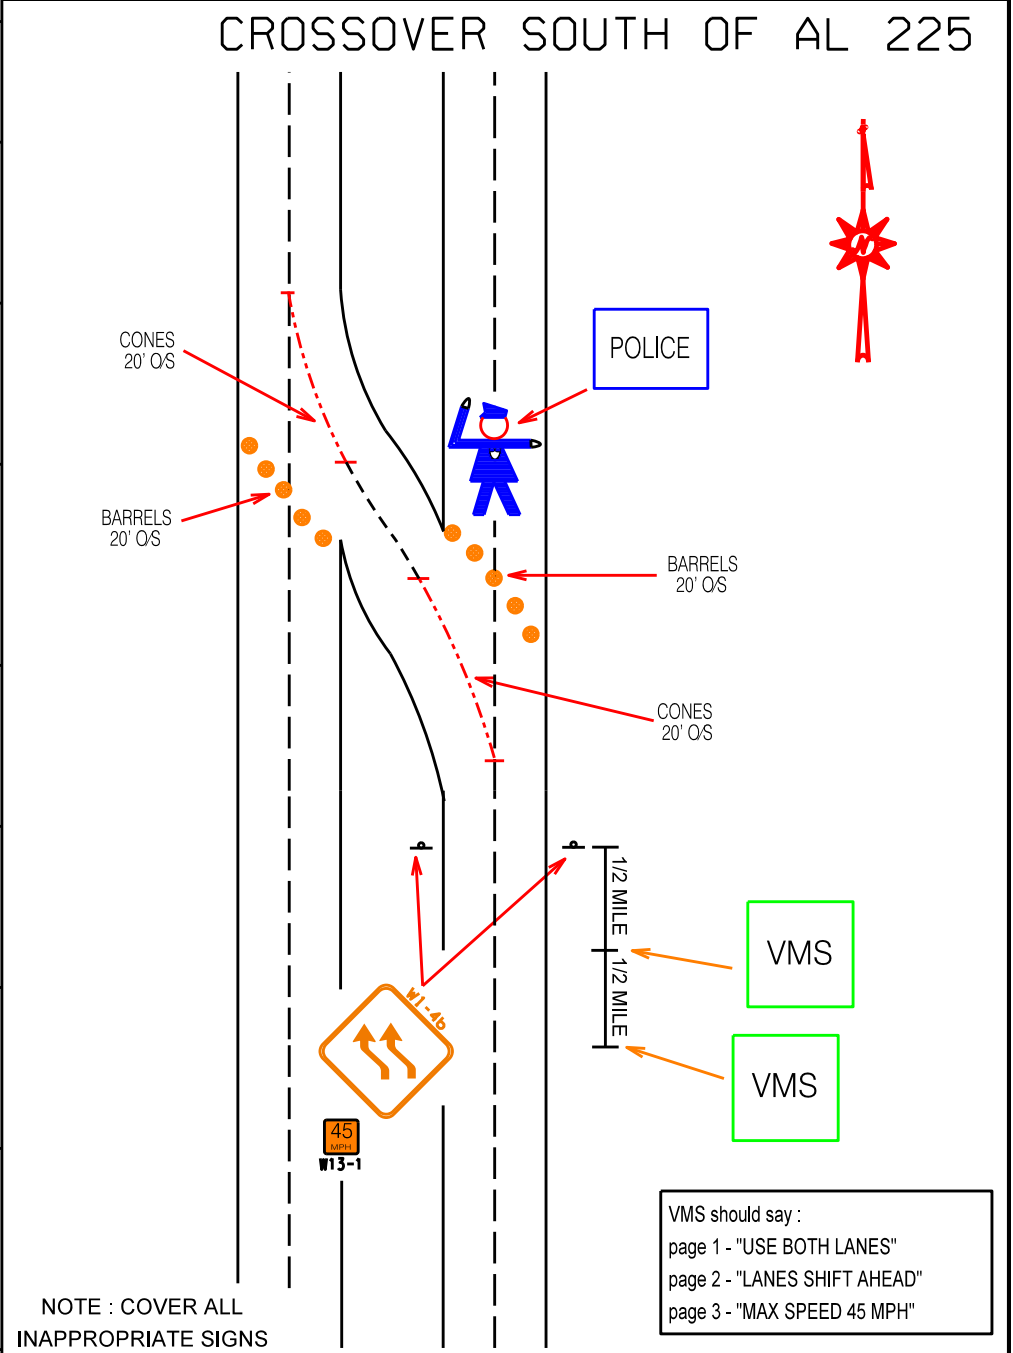 CROSSOVER SOUTH OF AL 225
N
CONES
20' O/S
POLICE
BARRELS
20' O/S
BARRELS
20' O/S
CONES
20' O/S
1/2 MILE
VMS
1/2 MILE
W1-4b
VMS
45
MPH
W13-1
VMS should say :
page 1 - "USE BOTH LANES"
page 2 - "LANES SHIFT AHEAD"
page 3 - "MAX SPEED 45 MPH"
NOTE : COVER ALL
INAPPROPRIATE SIGNS